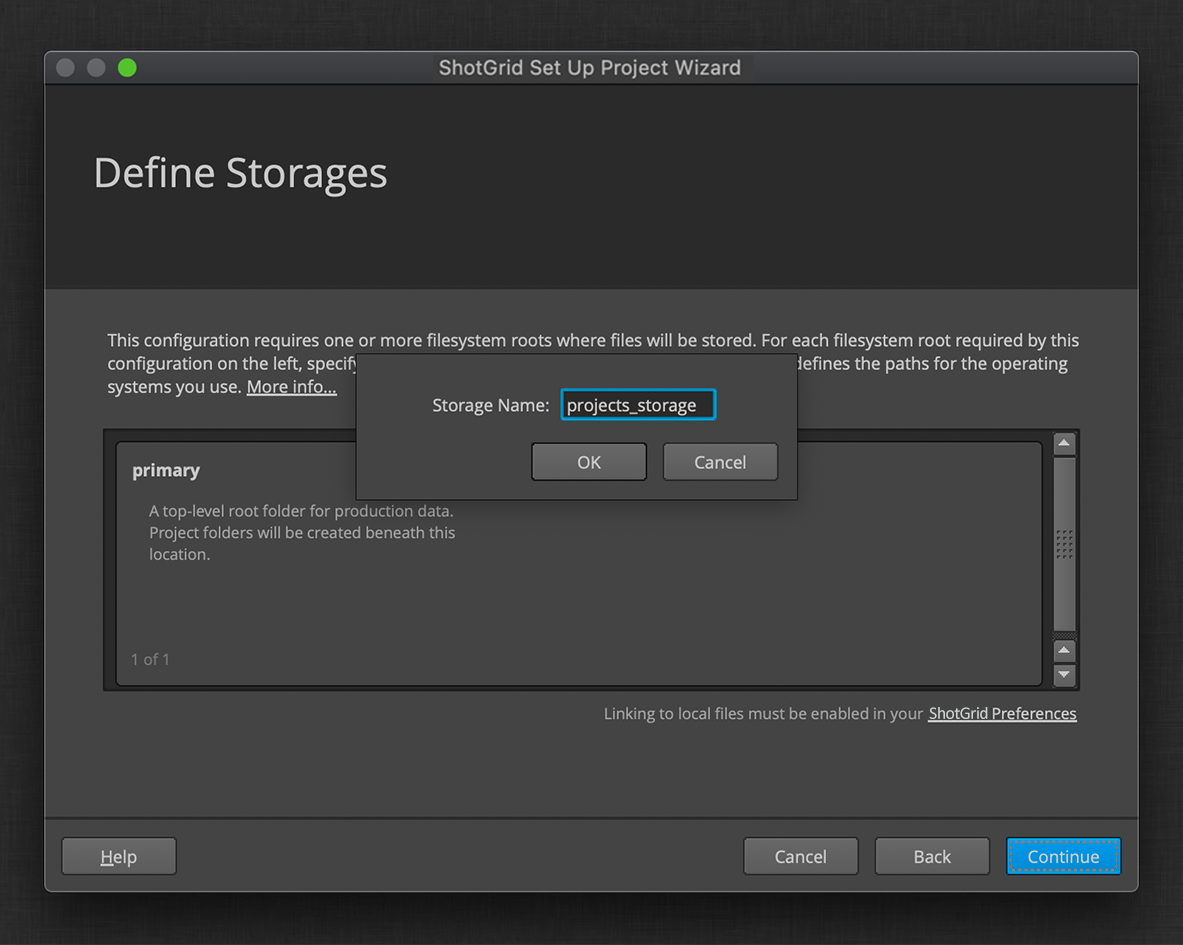 ShotGrid Set Up Project Wizard
Define Storages
This configuration requires one or more filesystem roots where files will be stored. For each filesystem root required by this
configuration on the left, specify defines the paths for the operating
systems you use. More info...
Storage Name: projects_storage
OK Cancel
primary
A top-level root folder for production data.
Project folders will be created beneath this
location.
1 of 1
Linking to local files must be enabled in your ShotGrid Preferences
Help Cancel Back Continue